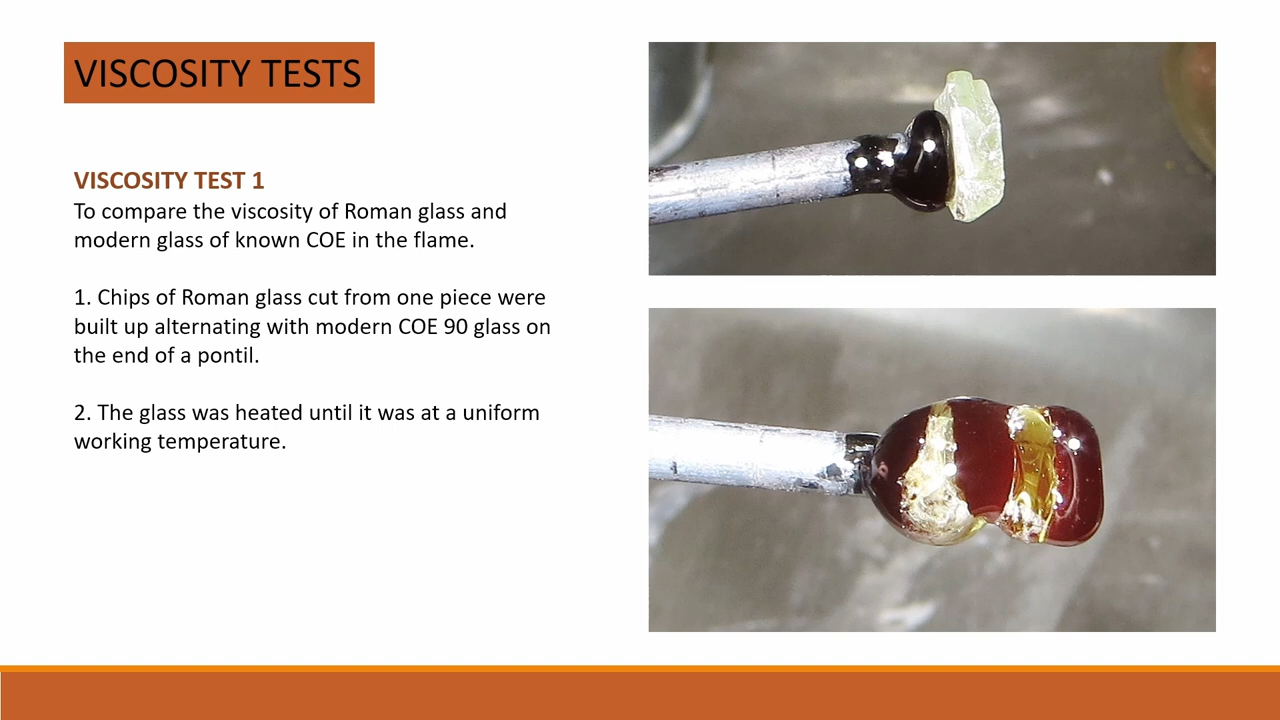 VISCOSITY TESTS
VISCOSITY TEST 1
To compare the viscosity of Roman glass and
modern glass of known COE in the flame.
1. Chips of Roman glass cut from one piece were
built up alternating with modern COE 90 glass on
the end of a pontil.
2. The glass was heated until it was at a uniform
working temperature.